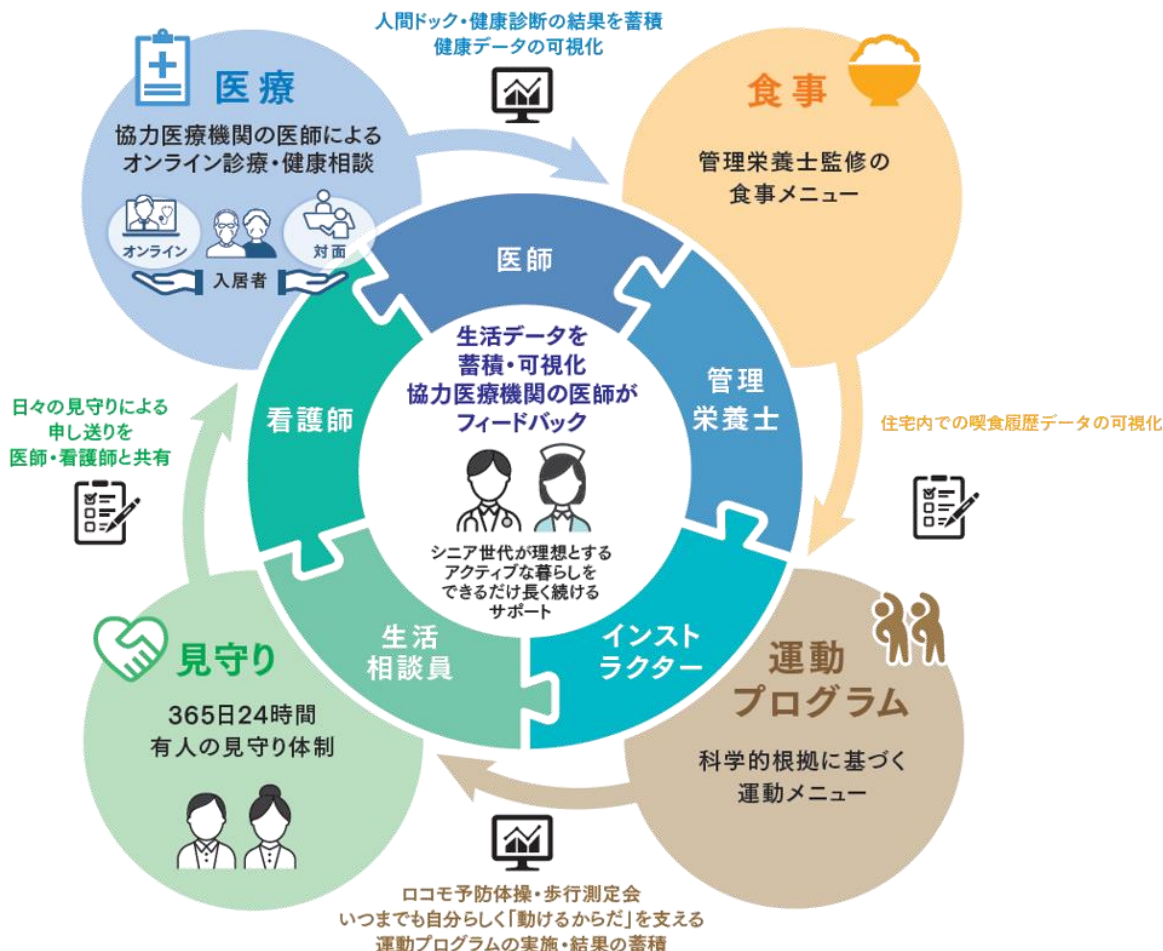 人間ドック・健康診断の結果を蓄積
健康データの可視化
医療
協力医療機関の医師による
オンライン診療・健康相談
オンライン
対面
入居者
食事
管理栄養士監修の
食事メニュー
医師
管理
栄養士
インスト
ラクター
生活
相談員
看護師
生活データを
蓄積・可視化
協力医療機関の医師が
フィードバック
シニア世代が理想とする
アクティブな暮らしを
できるだけ長く続ける
サポート
日々の見守りによる
申し送りを
医師・看護師と共有
住宅内での喫食履歴データの可視化
見守り
365日24時間
有人の見守り体制
運動
プログラム
科学的根拠に基づく
運動メニュー
ロコモ予防体操・歩行測定会
いつまでも自分らしく「動けるからだ」を支える
運動プログラムの実施・結果の蓄積